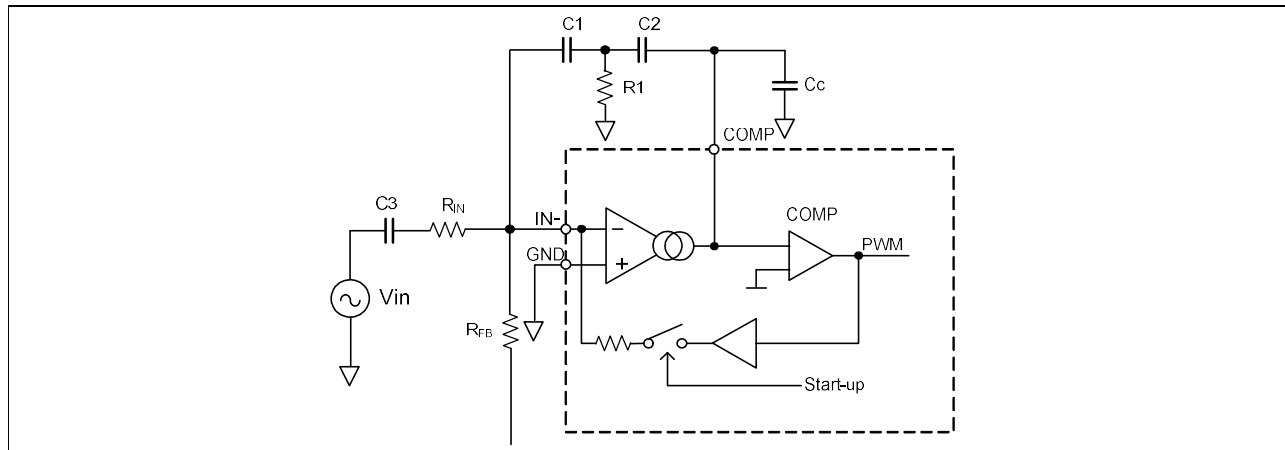 C1
C2
R1
Cc
COMP
C3
RIN
IN-
COMP
GND
PWM
Vin
RFB
Start-up